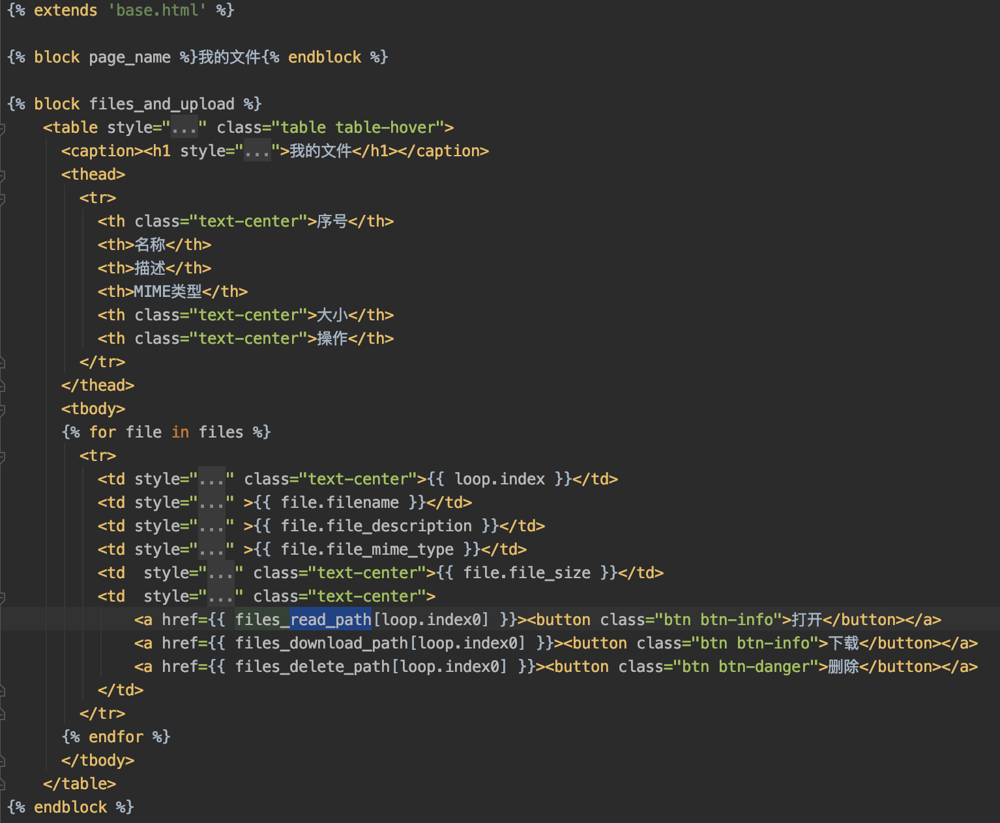 {% extends 'base.html' %}
{% block page_name %}我的文件{% endblock %}
{% block files_and_upload %}
<table style="..." class="table table-hover">
<caption><h1 style="...">我的文件</h1></caption>
<thead>
<tr>
<th class="text-center">序号</th>
<th>名称</th>
<th>描述</th>
<th>MIME类型</th>
<th class="text-center">大小</th>
<th class="text-center">操作</th>
</tr>
</thead>
<tbody>
{% for file in files %}
<tr>
<td style="..." class="text-center">{{ loop.index }}</td>
<td style="..." >{{ file.filename }}</td>
<td style="..." >{{ file.file_description }}</td>
<td style="..." >{{ file.file_mime_type }}</td>
<td  style="..." class="text-center">{{ file.file_size }}</td>
<td  style="..." class="text-center">
<a href={{ files_read_path[loop.index0] }}><button class="btn btn-info">打开</button></a>
<a href={{ files_download_path[loop.index0] }}><button class="btn btn-info">下载</button></a>
<a href={{ files_delete_path[loop.index0] }}><button class="btn btn-danger">删除</button></a>
</td>
</tr>
{% endfor %}
</tbody>
</table>
{% endblock %}